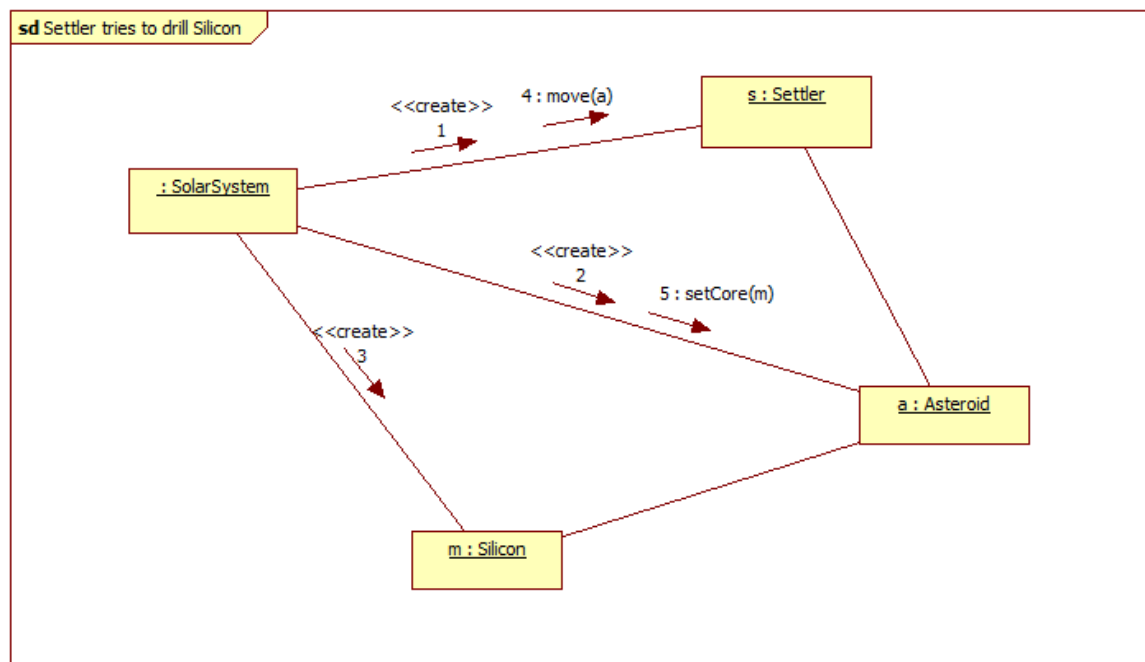 sd Settler tries to drill Silicon
4 : move(a)
<<create>>
1
s : Settler
: SolarSystem
<<create>>
2
5 : setCore(m)
<<create>>
3
a : Asteroid
m : Silicon